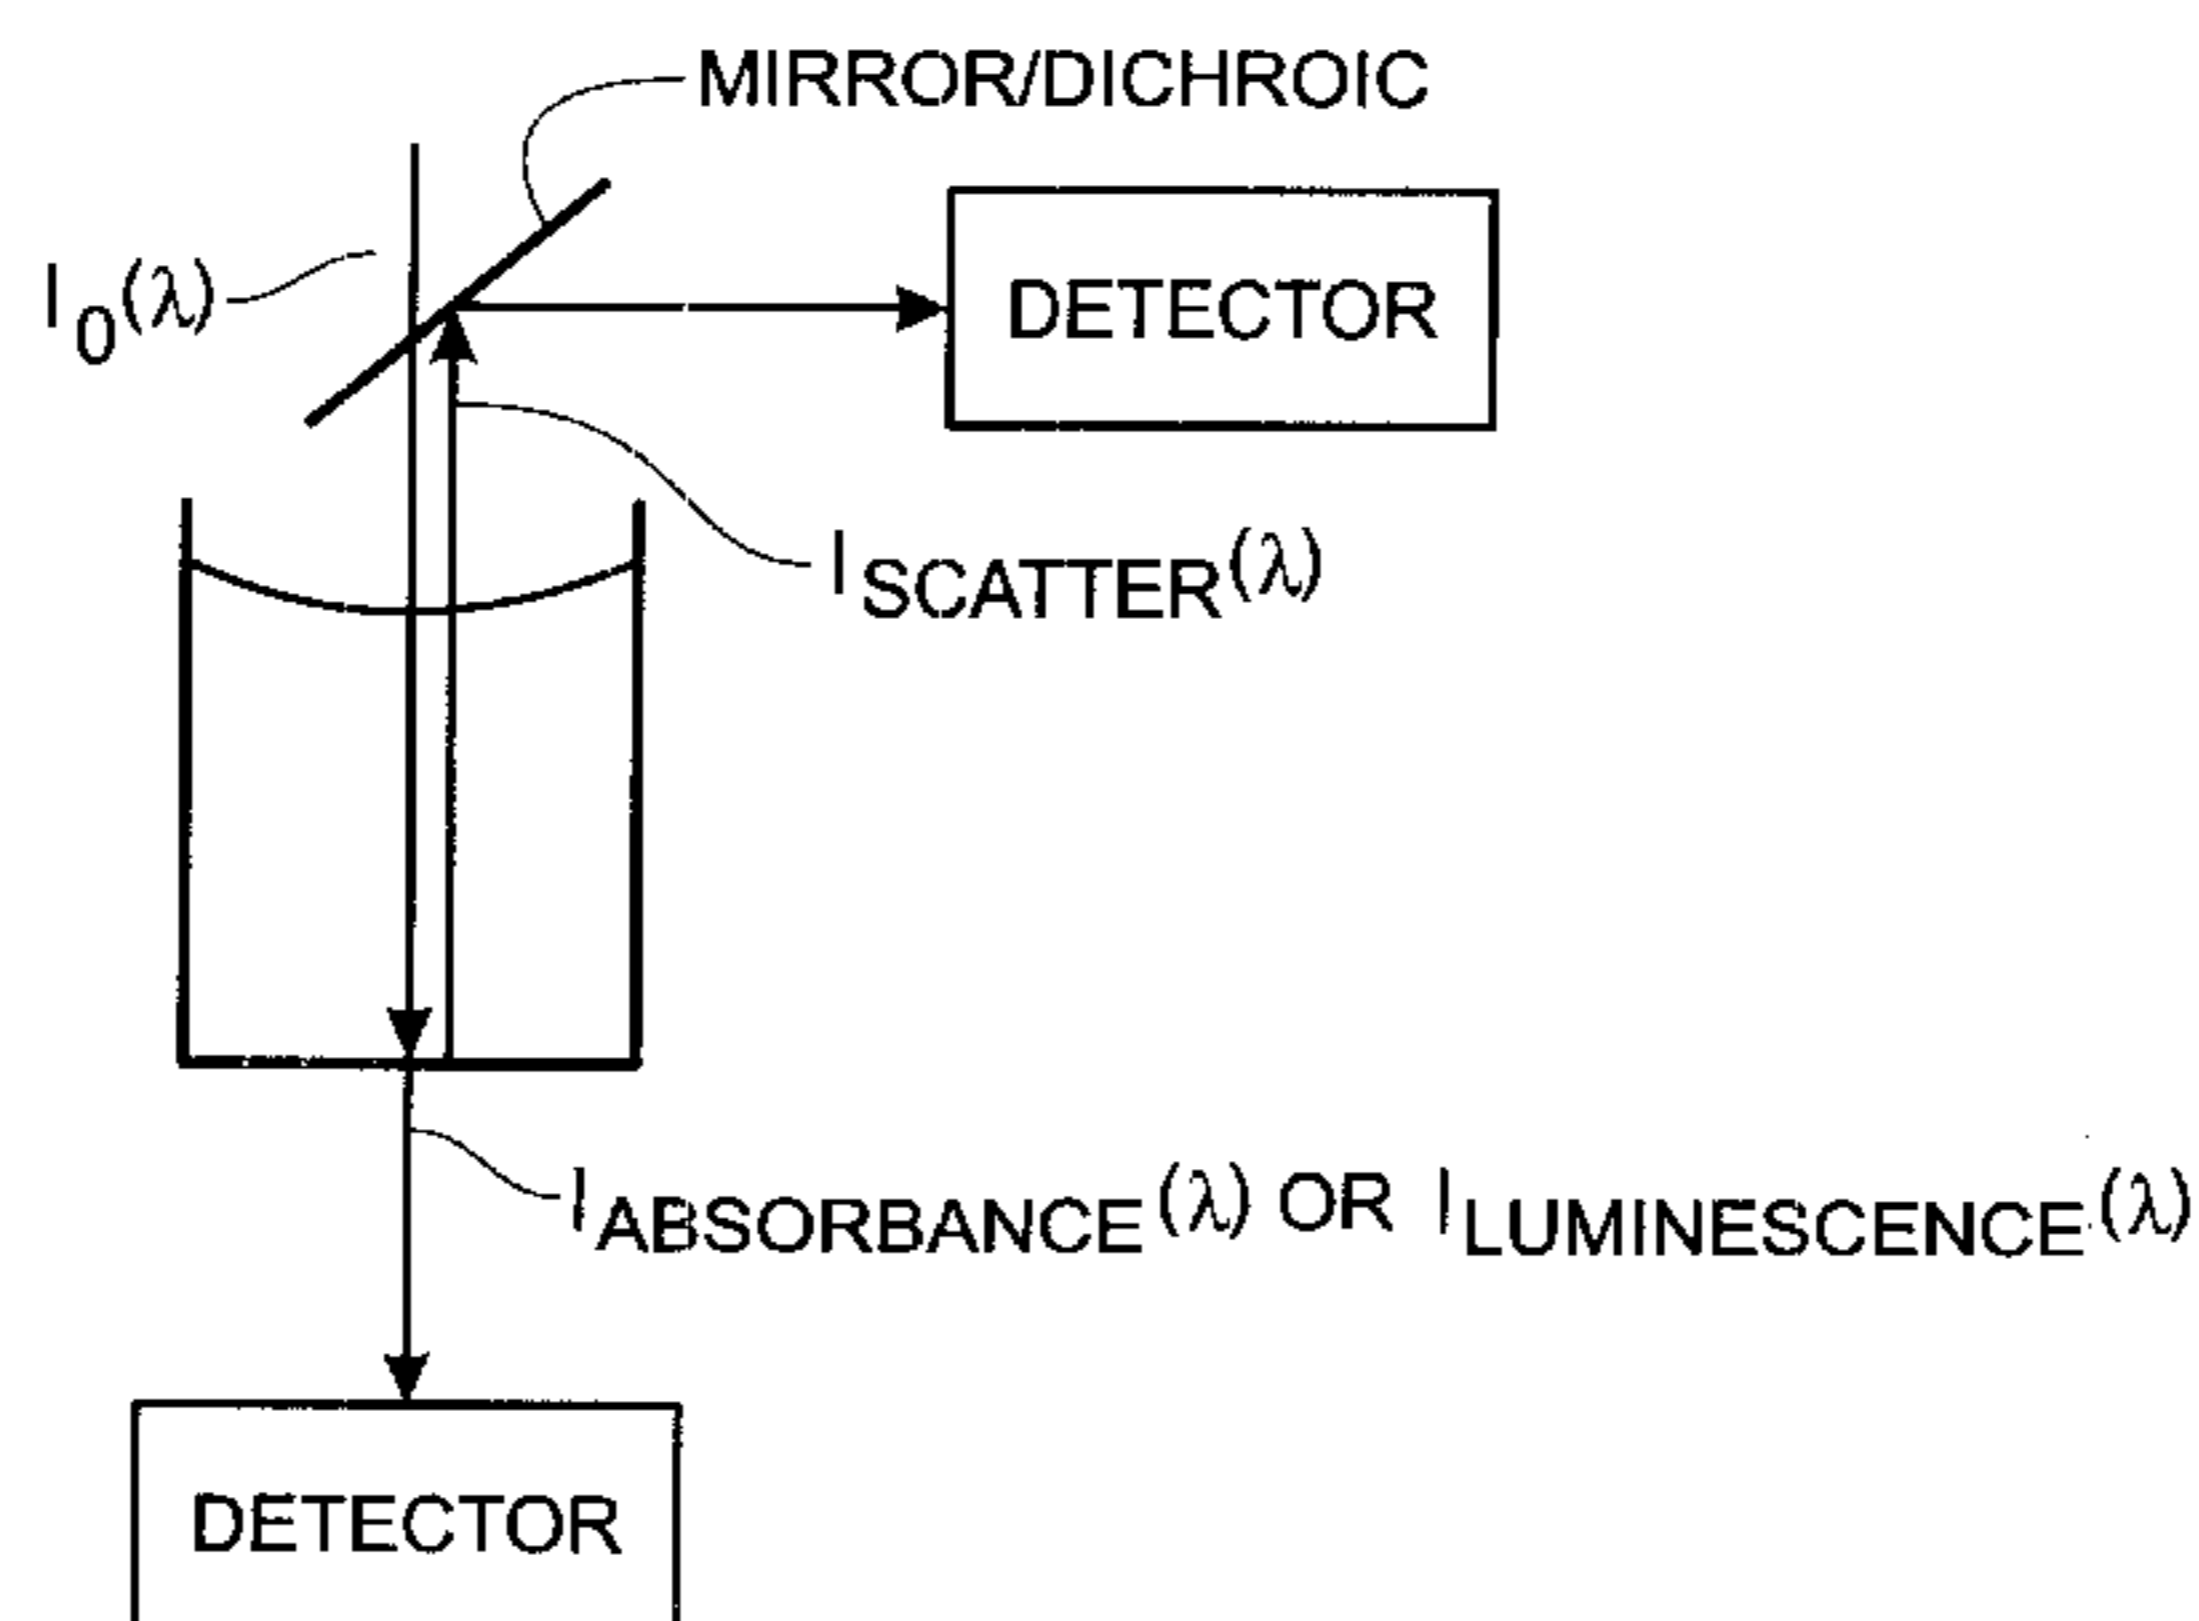 MIRROR/DICHROIC
I0(λ)
DETECTOR
ISCATTER(λ)
IABSORBANCE(λ) OR ILUMINESCENCE(λ)
DETECTOR